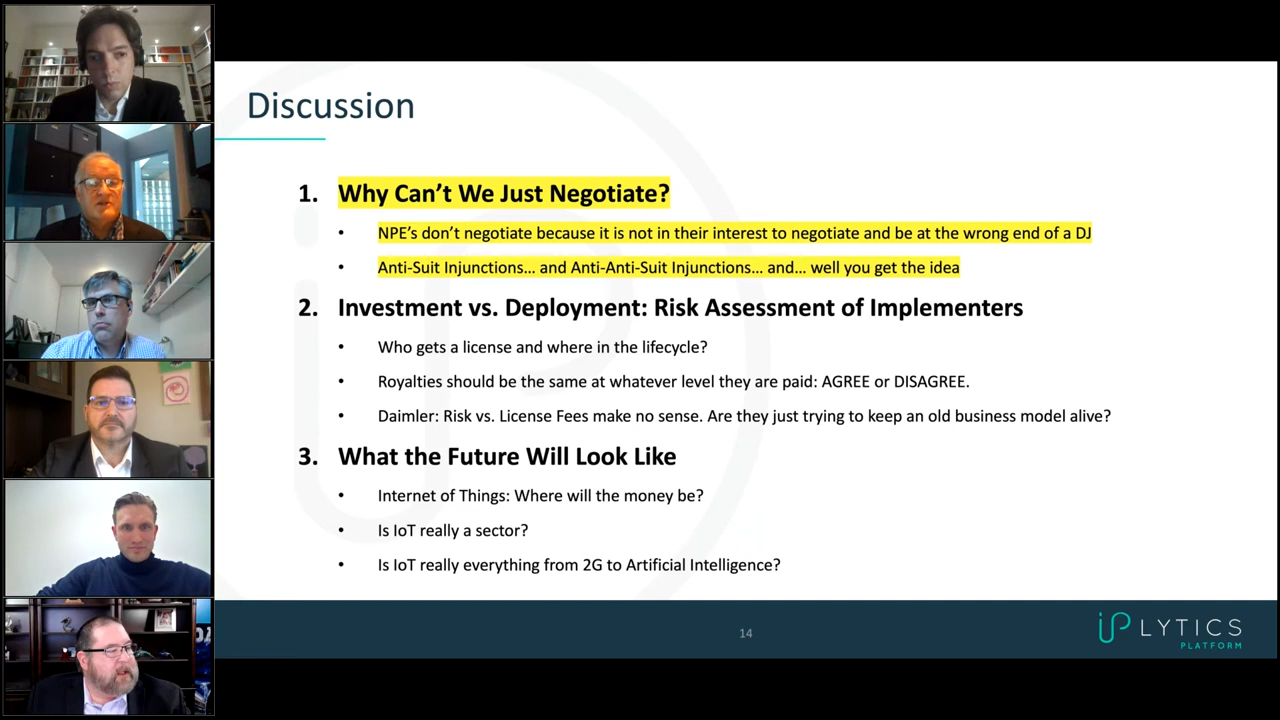 Discussion
1. Why Can't We Just Negotiate?
• NPE's don't negotiate because it is not in their interest to negotiate and be at the wrong end of a DJ
• Anti-Suit Injunctions… and Anti-Anti-Suit Injunctions… and… well you get the idea
2. Investment vs. Deployment: Risk Assessment of Implementers
• Who gets a license and where in the lifecycle?
• Royalties should be the same at whatever level they are paid: AGREE or DISAGREE.
• Daimler: Risk vs. License Fees make no sense. Are they just trying to keep an old business model alive?
3. What the Future Will Look Like
• Internet of Things: Where will the money be?
• Is IoT really a sector?
• Is IoT really everything from 2G to Artificial Intelligence?
14
iPLYTICS
PLATFORM